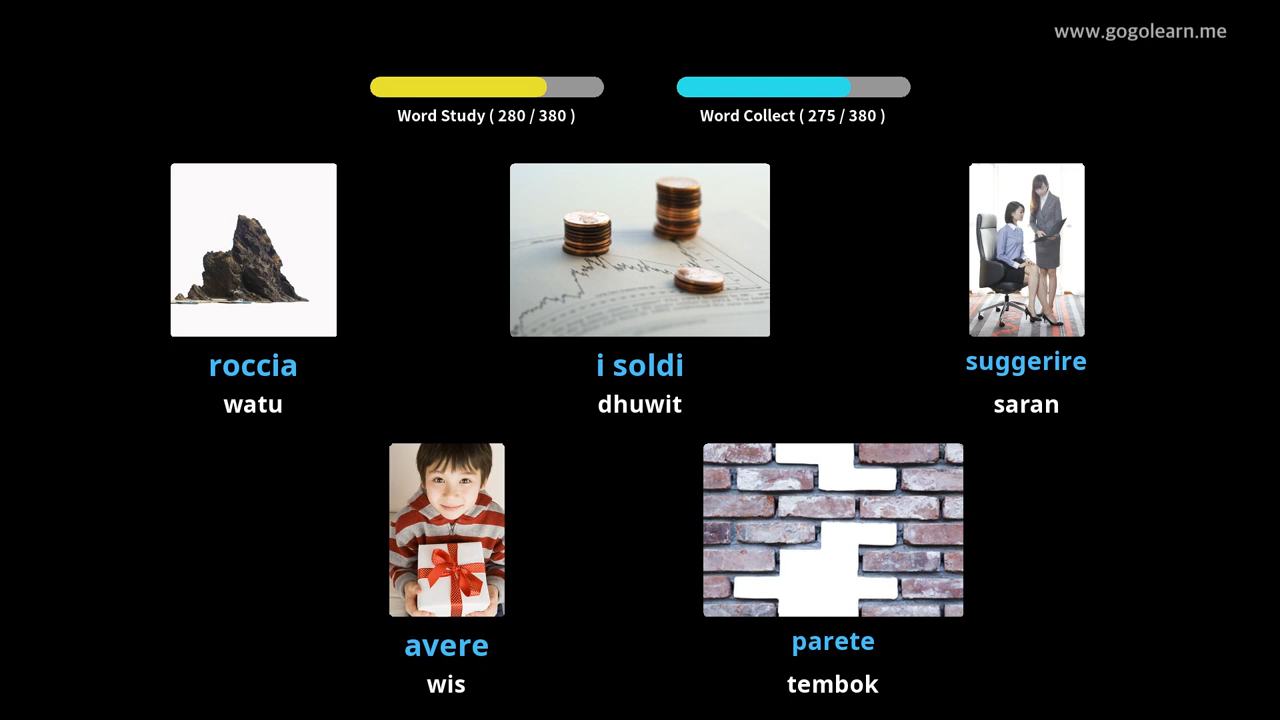 www.gogolearn.me
Word Study ( 280 / 380 )
Word Collect ( 275 / 380 )
roccia
watu
i soldi
dhuwit
suggerire
saran
avere
wis
parete
tembok